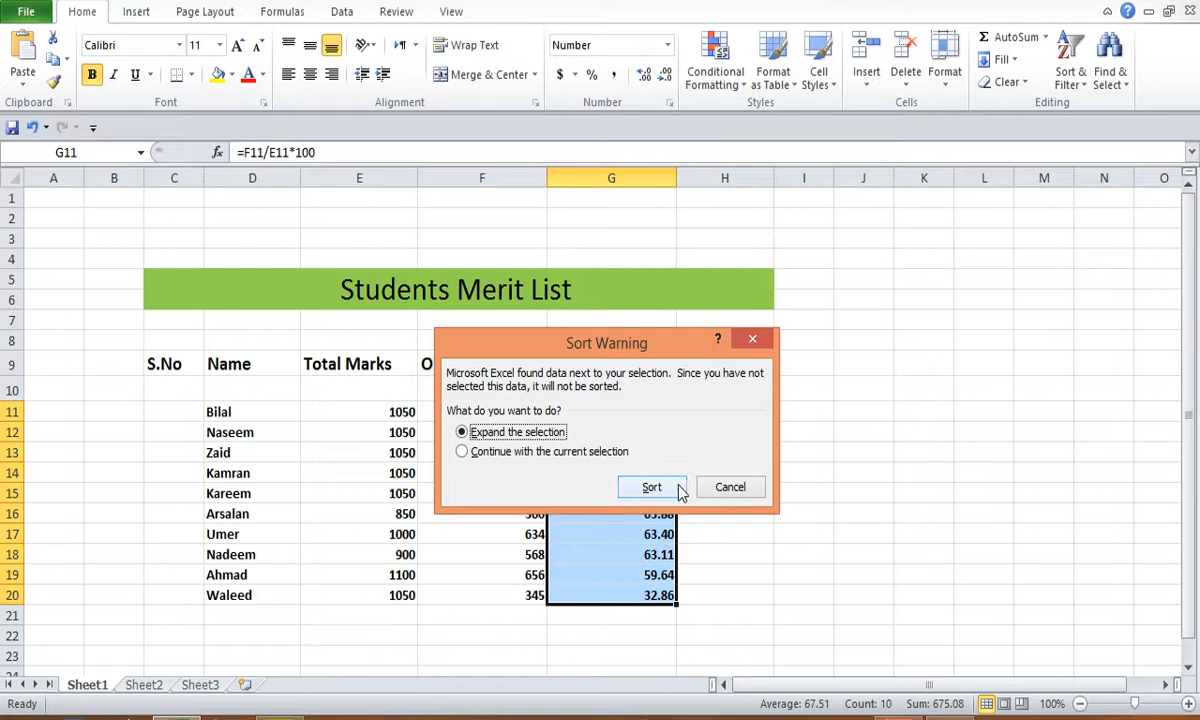 File Home Insert Page Layout Formulas Data Review View
Calibri 11 Wrap Text Number AutoSum
Paste B I U Merge & Center $ % , Conditional Formatting Format as Table Cell Styles Insert Delete Format Fill Clear Sort & Filter Find & Select
Clipboard Font Alignment Number Styles Cells Editing
G11 fx =F11/E11*100
A B C D E F G H I J K L M N O
1
2
3
4
5
Students Merit List
6
7
8
9 S.No Name Total Marks O
10
11 Bilal 1050
12 Naseem 1050
13 Zaid 1050
14 Kamran 1050
15 Kareem 1050
16 Arsalan 850
17 Umer 1000 634 63.40
18 Nadeem 900 568 63.11
19 Ahmad 1100 656 59.64
20 Waleed 1050 345 32.86
21
22
23
Sort Warning ?
Microsoft Excel found data next to your selection. Since you have not
selected this data, it will not be sorted.
What do you want to do?
Expand the selection
Continue with the current selection
Sort Cancel
Sheet1 Sheet2 Sheet3
Ready Average: 67.51 Count: 10 Sum: 675.08 100%